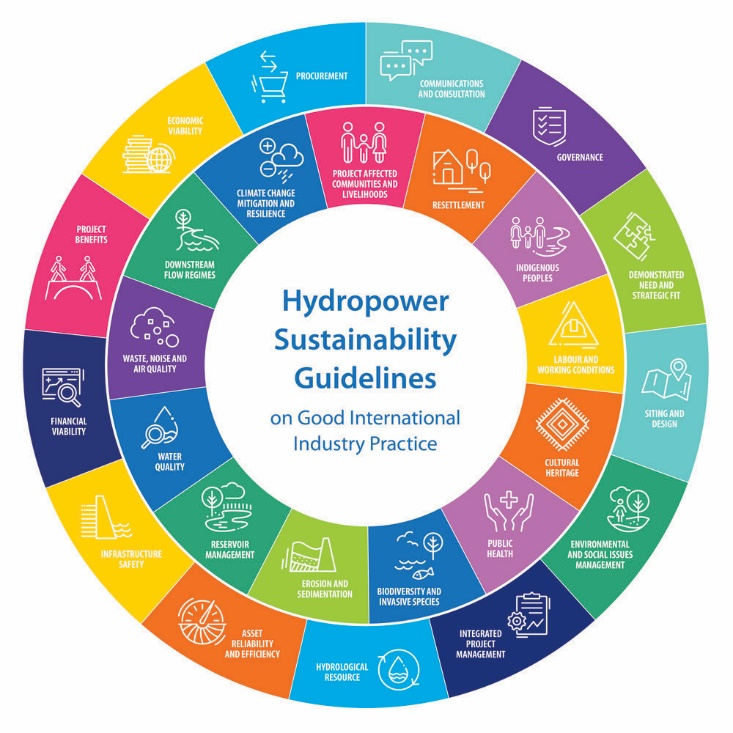 Hydropower
Sustainability
Guidelines
on Good International
Industry Practice
PROCUREMENT
COMMUNICATIONS
AND CONSULTATION
GOVERNANCE
DEMONSTRATED
NEED AND
STRATEGIC FIT
SITING AND
DESIGN
ENVIRONMENTAL
AND SOCIAL ISSUES
MANAGEMENT
INTEGRATED
PROJECT
MANAGEMENT
HYDROLOGICAL
RESOURCE
ASSET
RELIABILITY
AND EFFICIENCY
INFRASTRUCTURE
SAFETY
FINANCIAL
VIABILITY
PROJECT
BENEFITS
ECONOMIC
VIABILITY
PROJECT AFFECTED
COMMUNITIES AND
LIVELIHOODS
RESETTLEMENT
INDIGENOUS
PEOPLES
LABOUR AND
WORKING CONDITIONS
CULTURAL
HERITAGE
PUBLIC
HEALTH
BIODIVERSITY AND
INVASIVE SPECIES
EROSION AND
SEDIMENTATION
RESERVOIR
MANAGEMENT
WATER
QUALITY
WASTE, NOISE AND
AIR QUALITY
DOWNSTREAM
FLOW REGIMES
CLIMATE CHANGE
MITIGATION AND
RESILIENCE